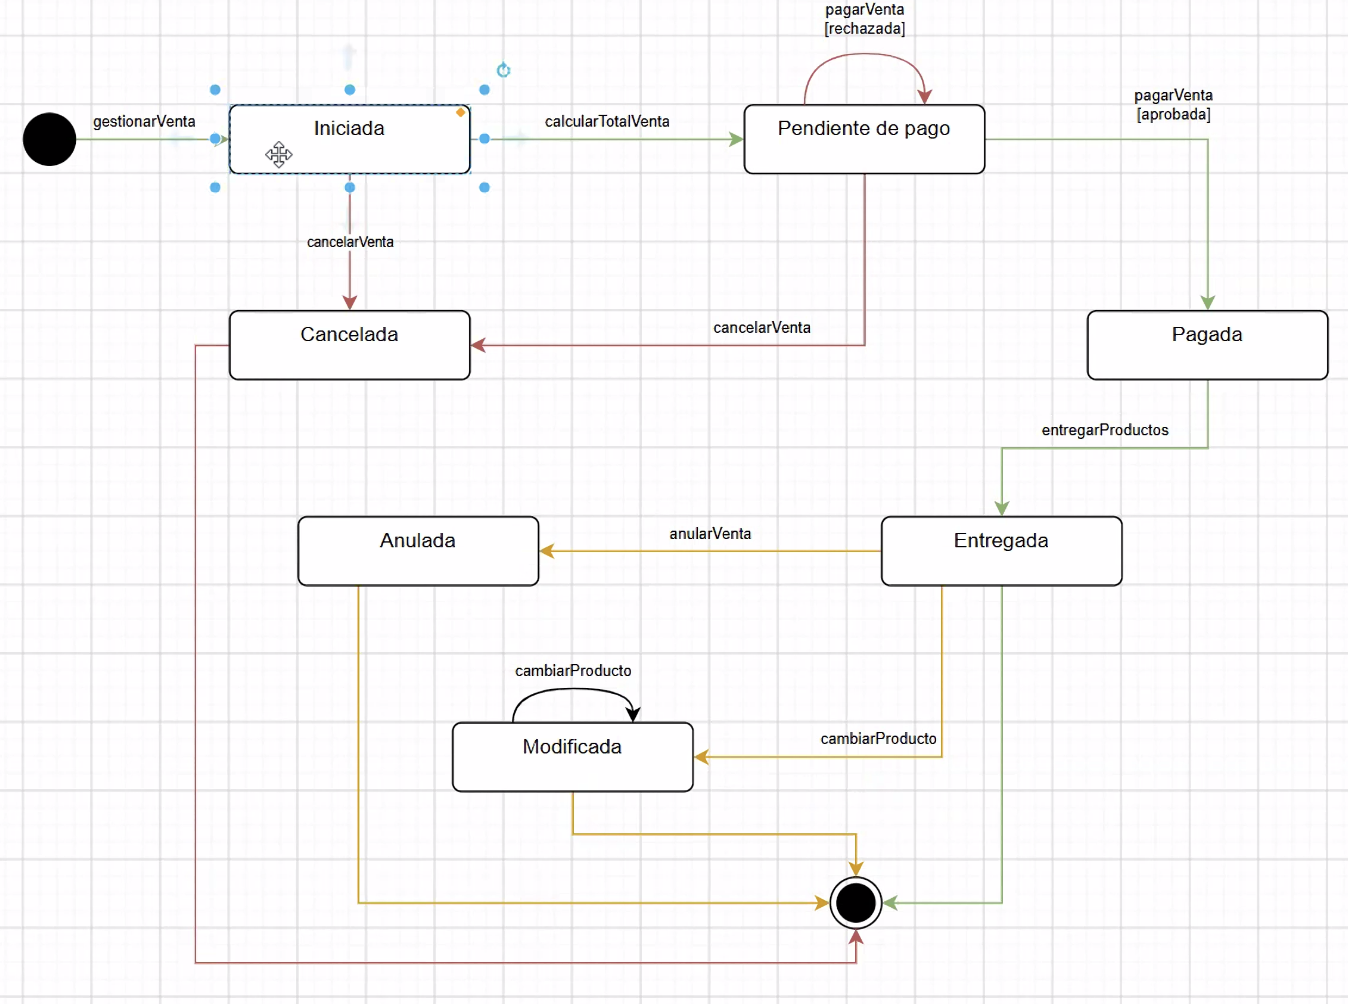 pagarVenta
[rechazada]
pagarVenta
[aprobada]
gestionarVenta
Iniciada
calcularTotalVenta
Pendiente de pago
cancelarVenta
cancelarVenta
Cancelada
Pagada
entregarProductos
Anulada
anularVenta
Entregada
cambiarProducto
Modificada
cambiarProducto